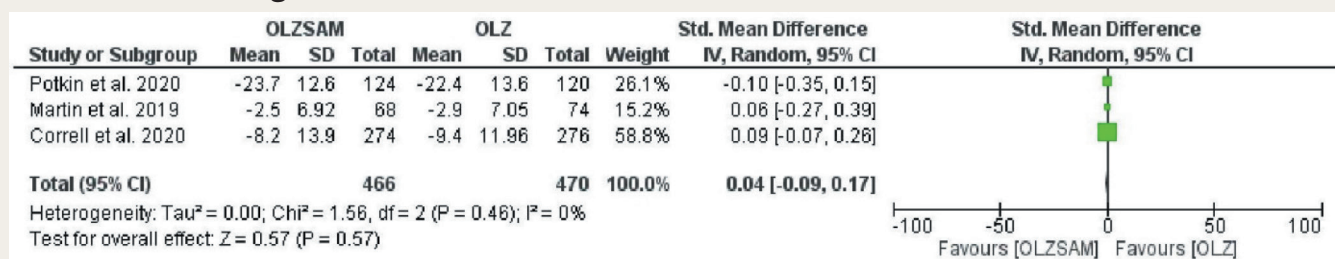 OLZSAM OLZ Std. Mean Difference Std. Mean Difference
Study or Subgroup Mean SD Total Mean SD Total Weight IV, Random, 95% CI IV, Random, 95% CI
Potkin et al. 2020 -23.7 12.6 124 -22.4 13.6 120 26.1% -0.10 [-0.35, 0.15]
Martin et al. 2019 -2.5 6.92 68 -2.9 7.05 74 15.2% 0.06 [-0.27, 0.39]
Correll et al. 2020 -8.2 13.9 274 -9.4 11.96 276 58.8% 0.09 [-0.07, 0.26]
Total (95% CI) 466 470 100.0% 0.04 [-0.09, 0.17]
Heterogeneity: Tau² = 0.00; Chi² = 1.56, df = 2 (P = 0.46); I² = 0%
Test for overall effect: Z = 0.57 (P = 0.57)
-100 -50 0 50 100
Favours [OLZSAM] Favours [OLZ]